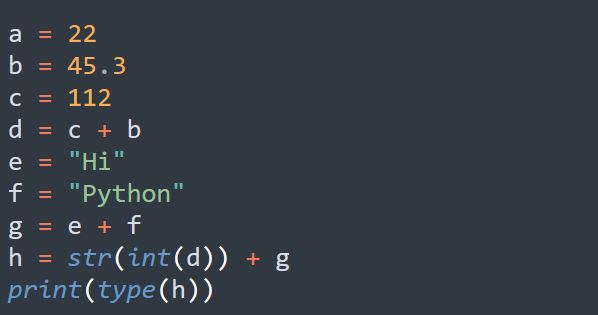 a = 22
b = 45.3
c = 112
d = c + b
e = "Hi"
f = "Python"
g = e + f
h = str(int(d)) + g
print(type(h))